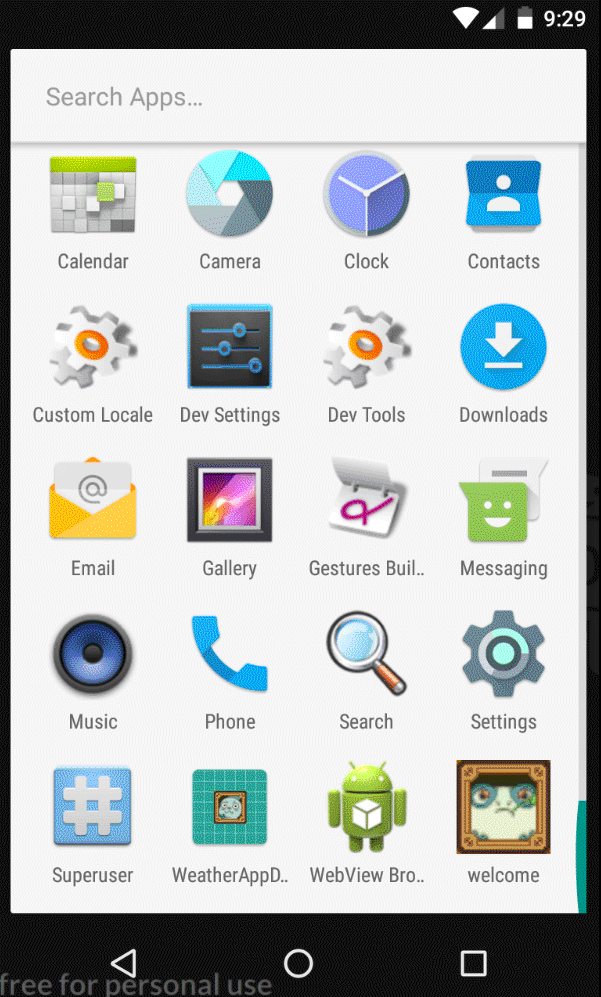 9:29
Search Apps…
Calendar Camera Clock Contacts
Custom Locale Dev Settings Dev Tools Downloads
@
Email Gallery Gestures Buil.. Messaging
Music Phone Search Settings
#
Superuser WeatherAppD.. WebView Bro.. welcome
free for personal use